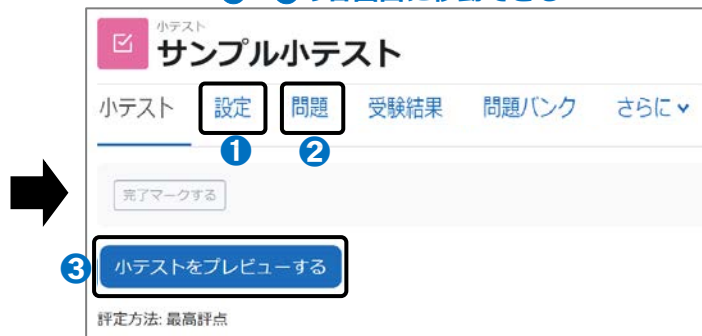 小テスト
サンプル小テスト
小テスト 設定 問題 受験結果 問題バンク さらに
1 2
完了マークする
3 小テストをプレビューする
評定方法: 最高評点